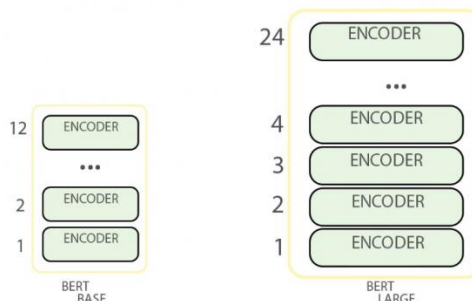 12 ENCODER
...
2 ENCODER
1 ENCODER
BERT
BASE
24 ENCODER
...
4 ENCODER
3 ENCODER
2 ENCODER
1 ENCODER
BERT
LARGE